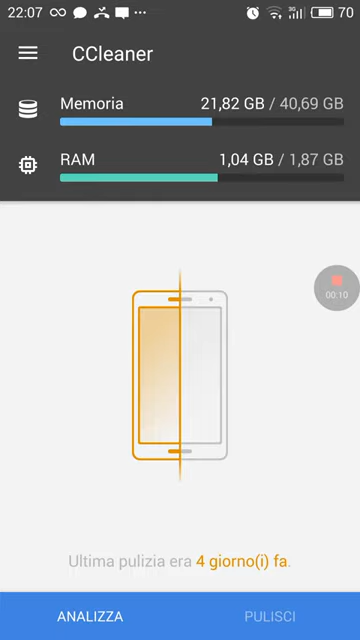 22:07 3G 70
CCleaner
Memoria 21,82 GB / 40,69 GB
RAM 1,04 GB / 1,87 GB
00:10
Ultima pulizia era 4 giorno(i) fa.
ANALIZZA PULISCI